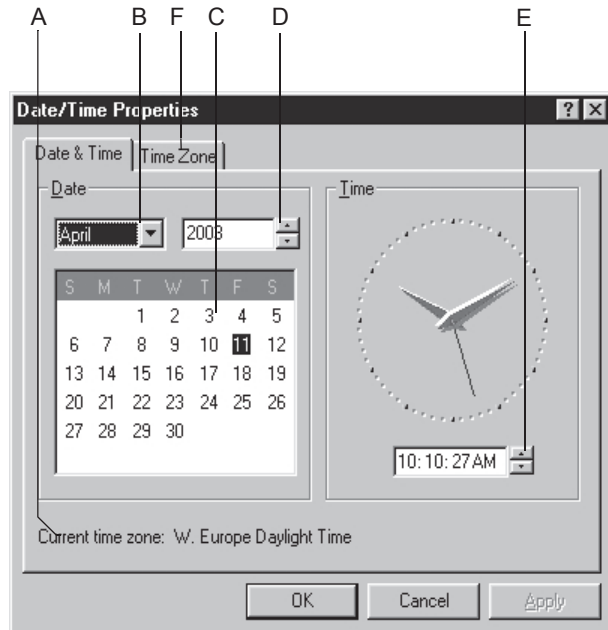 A B F C D E
Date/Time Properties ? ×
Date & Time Time Zone
Date Time
April 2003
S M T W T F S
1 2 3 4 5
6 7 8 9 10 11 12
13 14 15 16 17 18 19
20 21 22 23 24 25 26
27 28 29 30
10:10:27 AM
Current time zone: W. Europe Daylight Time
OK Cancel Apply